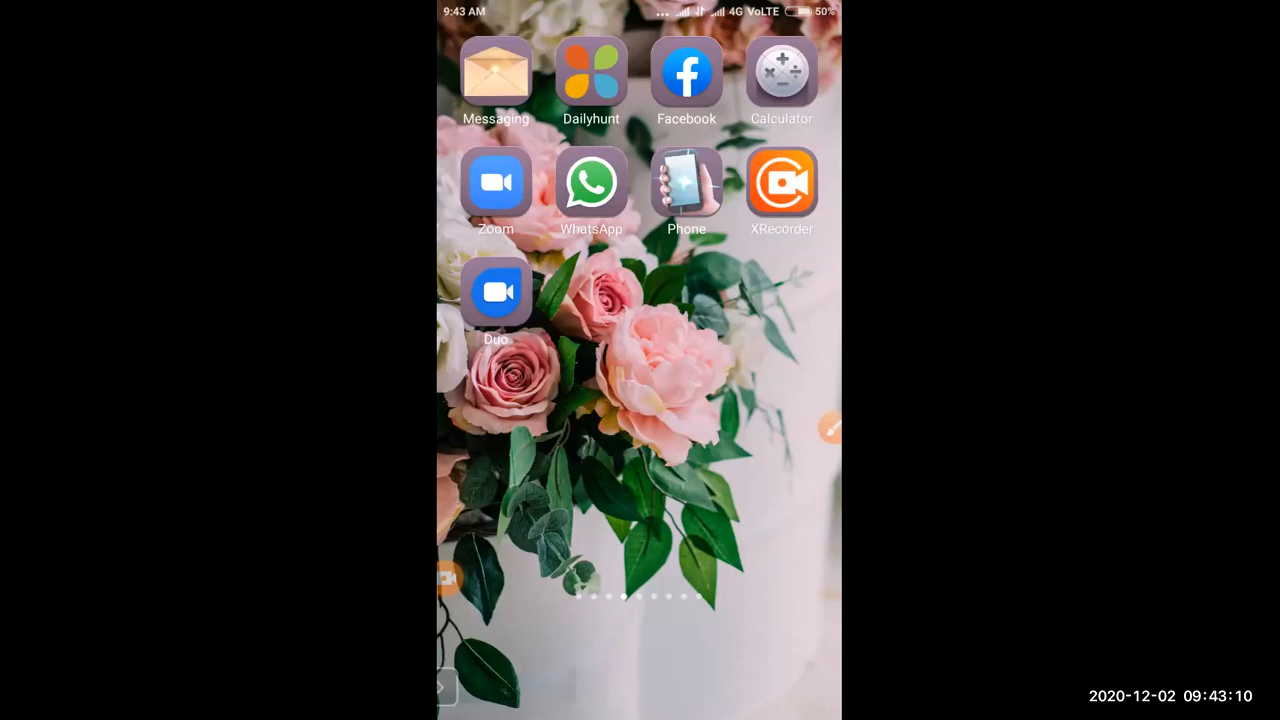 9:43 AM ... 4G VoLTE 50%
Messaging Dailyhunt Facebook Calculator
Zoom WhatsApp Phone XRecorder
Duo
2020-12-02 09:43:10